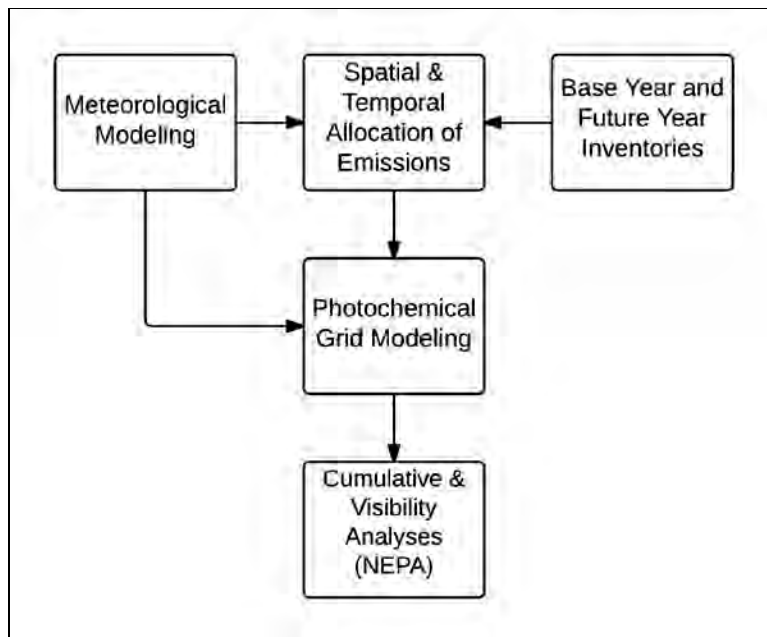 Meteorological
Modeling
Spatial &
Temporal
Allocation of
Emissions
Base Year and
Future Year
Inventories
Photochemical
Grid Modeling
Cumulative &
Visibility
Analyses
(NEPA)